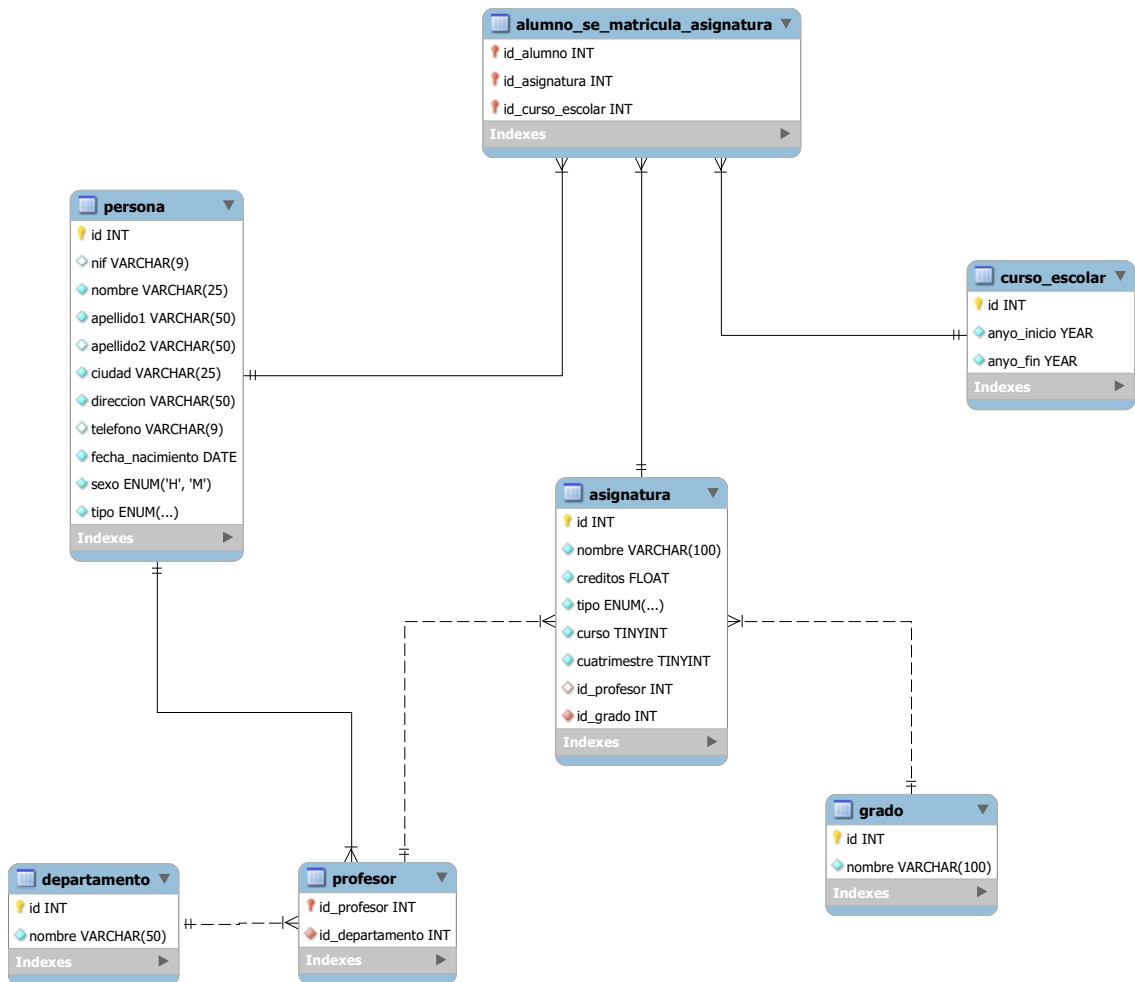 alumno_se_matricula_asignatura
id_alumno INT
id_asignatura INT
id_curso_escolar INT
Indexes
persona
id INT
nif VARCHAR(9)
nombre VARCHAR(25)
apellido1 VARCHAR(50)
apellido2 VARCHAR(50)
ciudad VARCHAR(25)
direccion VARCHAR(50)
telefono VARCHAR(9)
fecha_nacimiento DATE
sexo ENUM('H', 'M')
tipo ENUM(...)
Indexes
curso_escolar
id INT
anyo_inicio YEAR
anyo_fin YEAR
Indexes
asignatura
id INT
nombre VARCHAR(100)
creditos FLOAT
tipo ENUM(...)
curso TINYINT
cuatrimestre TINYINT
id_profesor INT
id_grado INT
Indexes
grado
id INT
nombre VARCHAR(100)
Indexes
departamento
id INT
nombre VARCHAR(50)
Indexes
profesor
id_profesor INT
id_departamento INT
Indexes